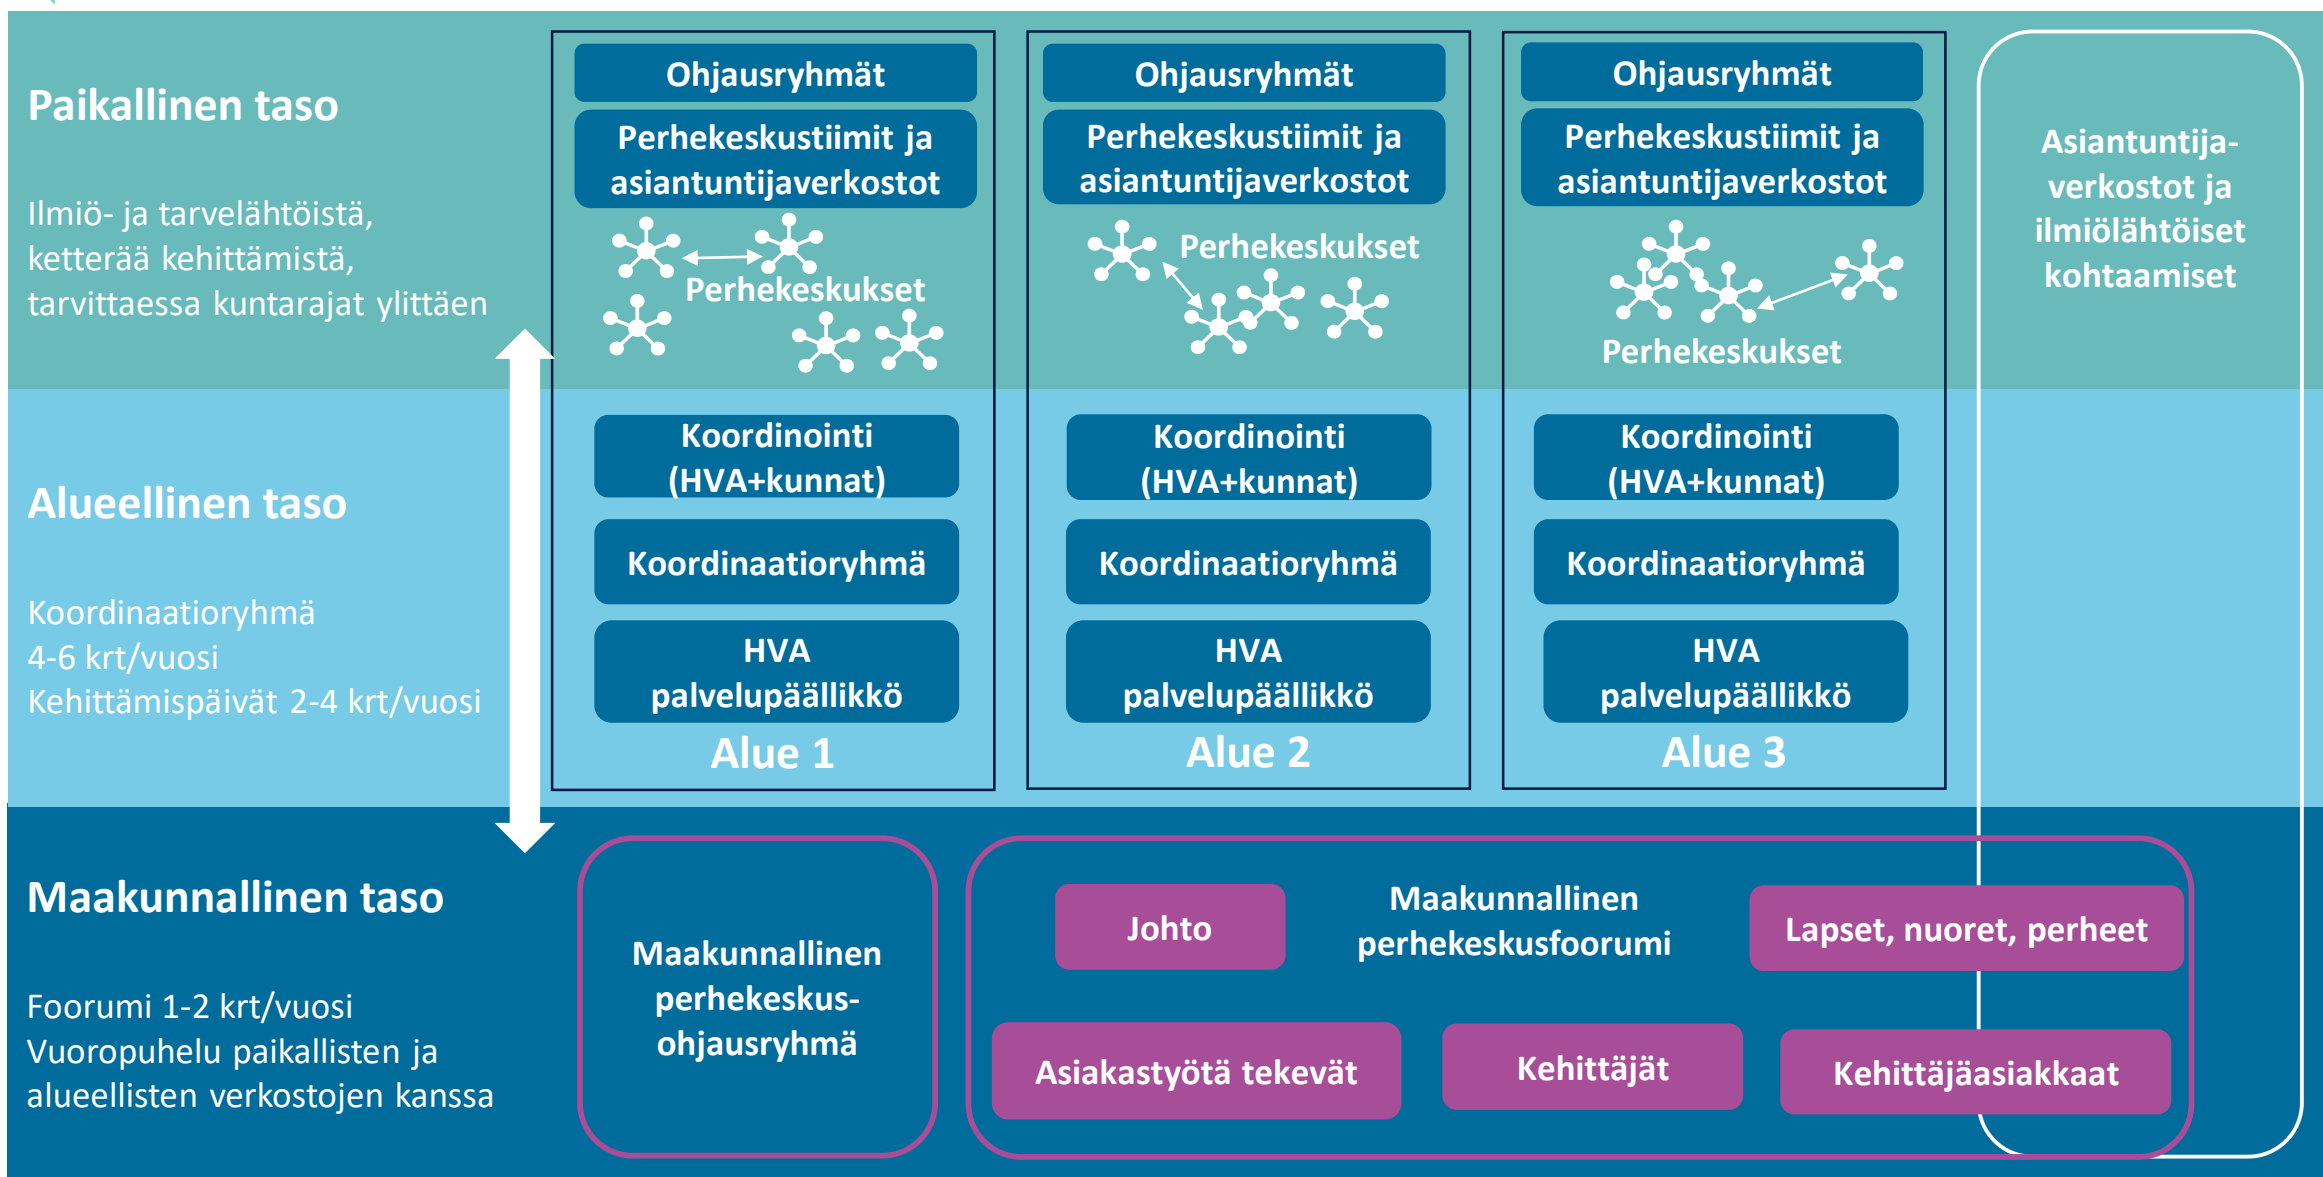 Paikallinen taso
Ilmiö- ja tarvelähtöistä,
ketterää kehittämistä,
tarvittaessa kuntarajat ylittäen
Ohjausryhmät
Perhekeskustiimit ja
asiantuntijaverkostot
Perhekeskukset
Ohjausryhmät
Perhekeskustiimit ja
asiantuntijaverkostot
Perhekeskukset
Ohjausryhmät
Perhekeskustiimit ja
asiantuntijaverkostot
Perhekeskukset
Asiantuntija-
verkostot ja
ilmiölähtöiset
kohtaamiset
Alueellinen taso
Koordinaatioryhmä
4-6 krt/vuosi
Kehittämispäivät 2-4 krt/vuosi
Koordinointi
(HVA+kunnat)
Koordinaatioryhmä
HVA
palvelupäällikkö
Alue 1
Koordinointi
(HVA+kunnat)
Koordinaatioryhmä
HVA
palvelupäällikkö
Alue 2
Koordinointi
(HVA+kunnat)
Koordinaatioryhmä
HVA
palvelupäällikkö
Alue 3
Maakunnallinen taso
Foorumi 1-2 krt/vuosi
Vuoropuhelu paikallisten ja
alueellisten verkostojen kanssa
Maakunnallinen
perhekeskus-
ohjausryhmä
Johto
Maakunnallinen
perhekeskusfoorumi
Lapset, nuoret, perheet
Asiakastyötä tekevät
Kehittäjät
Kehittäjäasiakkaat